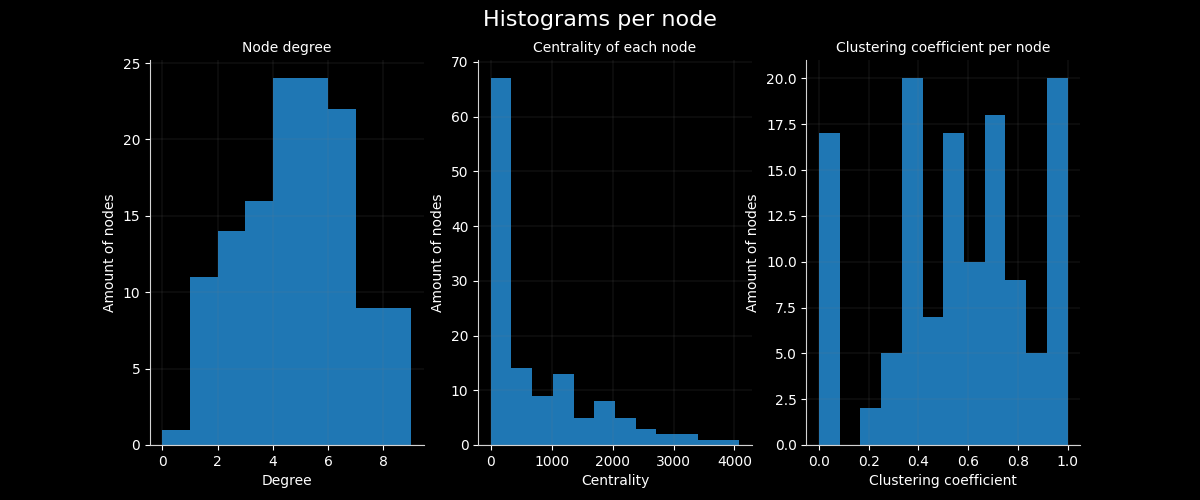 Histograms per node
Node degree
Amount of nodes
25
20
15
10
5
0
0 2 4 6 8
Degree
Centrality of each node
Amount of nodes
70
60
50
40
30
20
10
0
0 1000 2000 3000 4000
Centrality
Clustering coefficient per node
Amount of nodes
20.0
17.5
15.0
12.5
10.0
7.5
5.0
2.5
0.0
0.0 0.2 0.4 0.6 0.8 1.0
Clustering coefficient